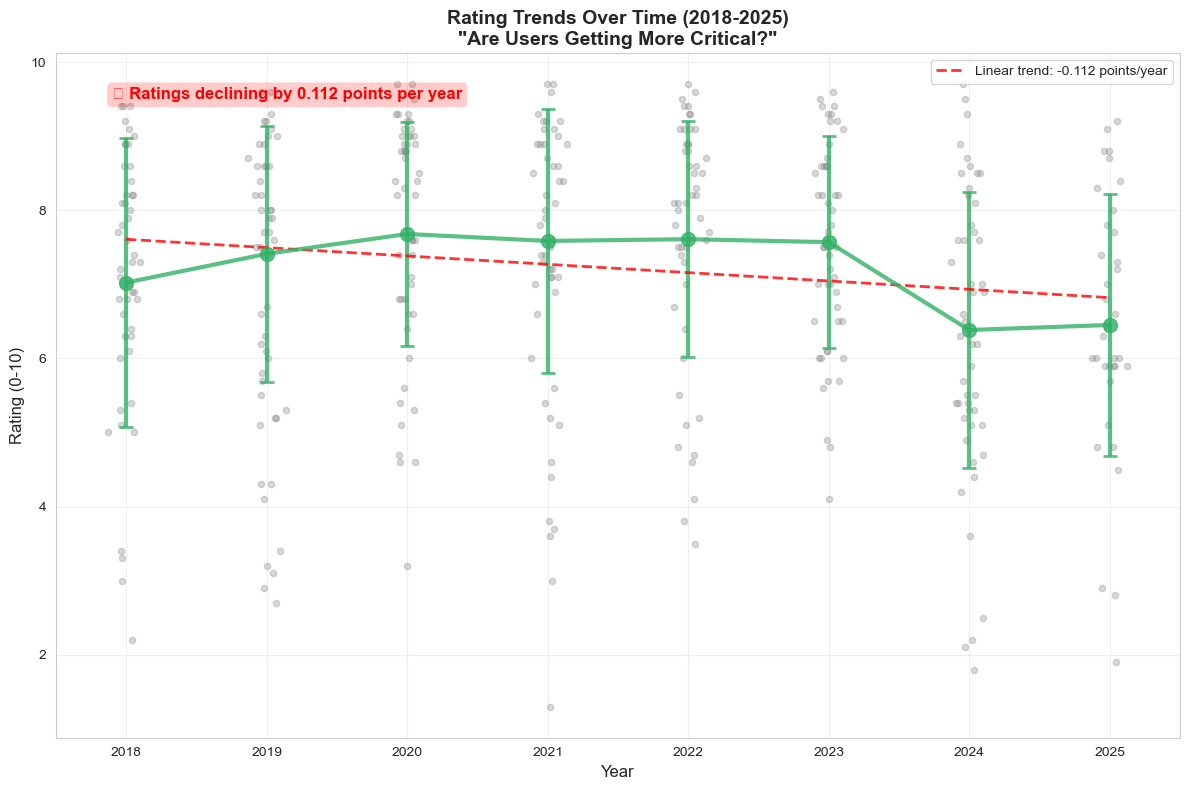 Rating Trends Over Time (2018-2025)
"Are Users Getting More Critical?"
Ratings declining by 0.112 points per year
Linear trend: -0.112 points/year
Rating (0-10)
10
8
6
4
2
2018 2019 2020 2021 2022 2023 2024 2025
Year